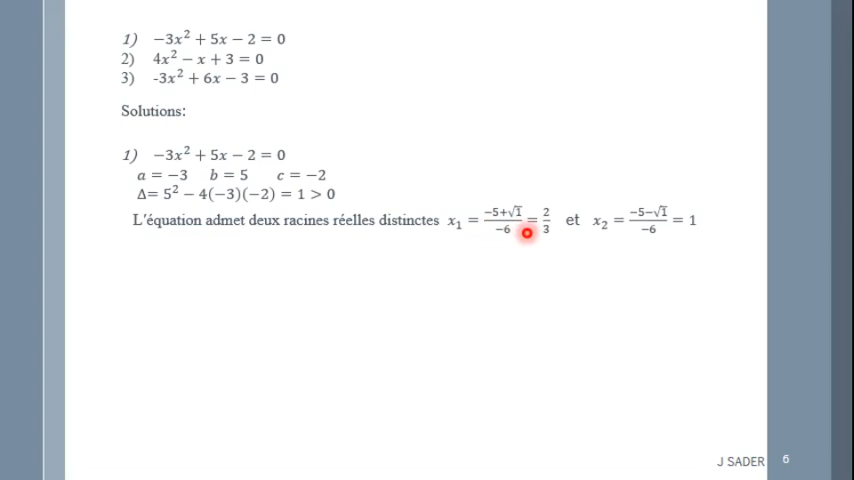 1) −3x² + 5x − 2 = 0
2) 4x² − x + 3 = 0
3) -3x² + 6x − 3 = 0
Solutions:
1) −3x² + 5x − 2 = 0
a = −3 b = 5 c = −2
Δ= 5² − 4(−3)(−2) = 1 > 0
L'équation admet deux racines réelles distinctes x₁ = (−5+√1)/(−6) = 2/3 et x₂ = (−5−√1)/(−6) = 1
J SADER 6